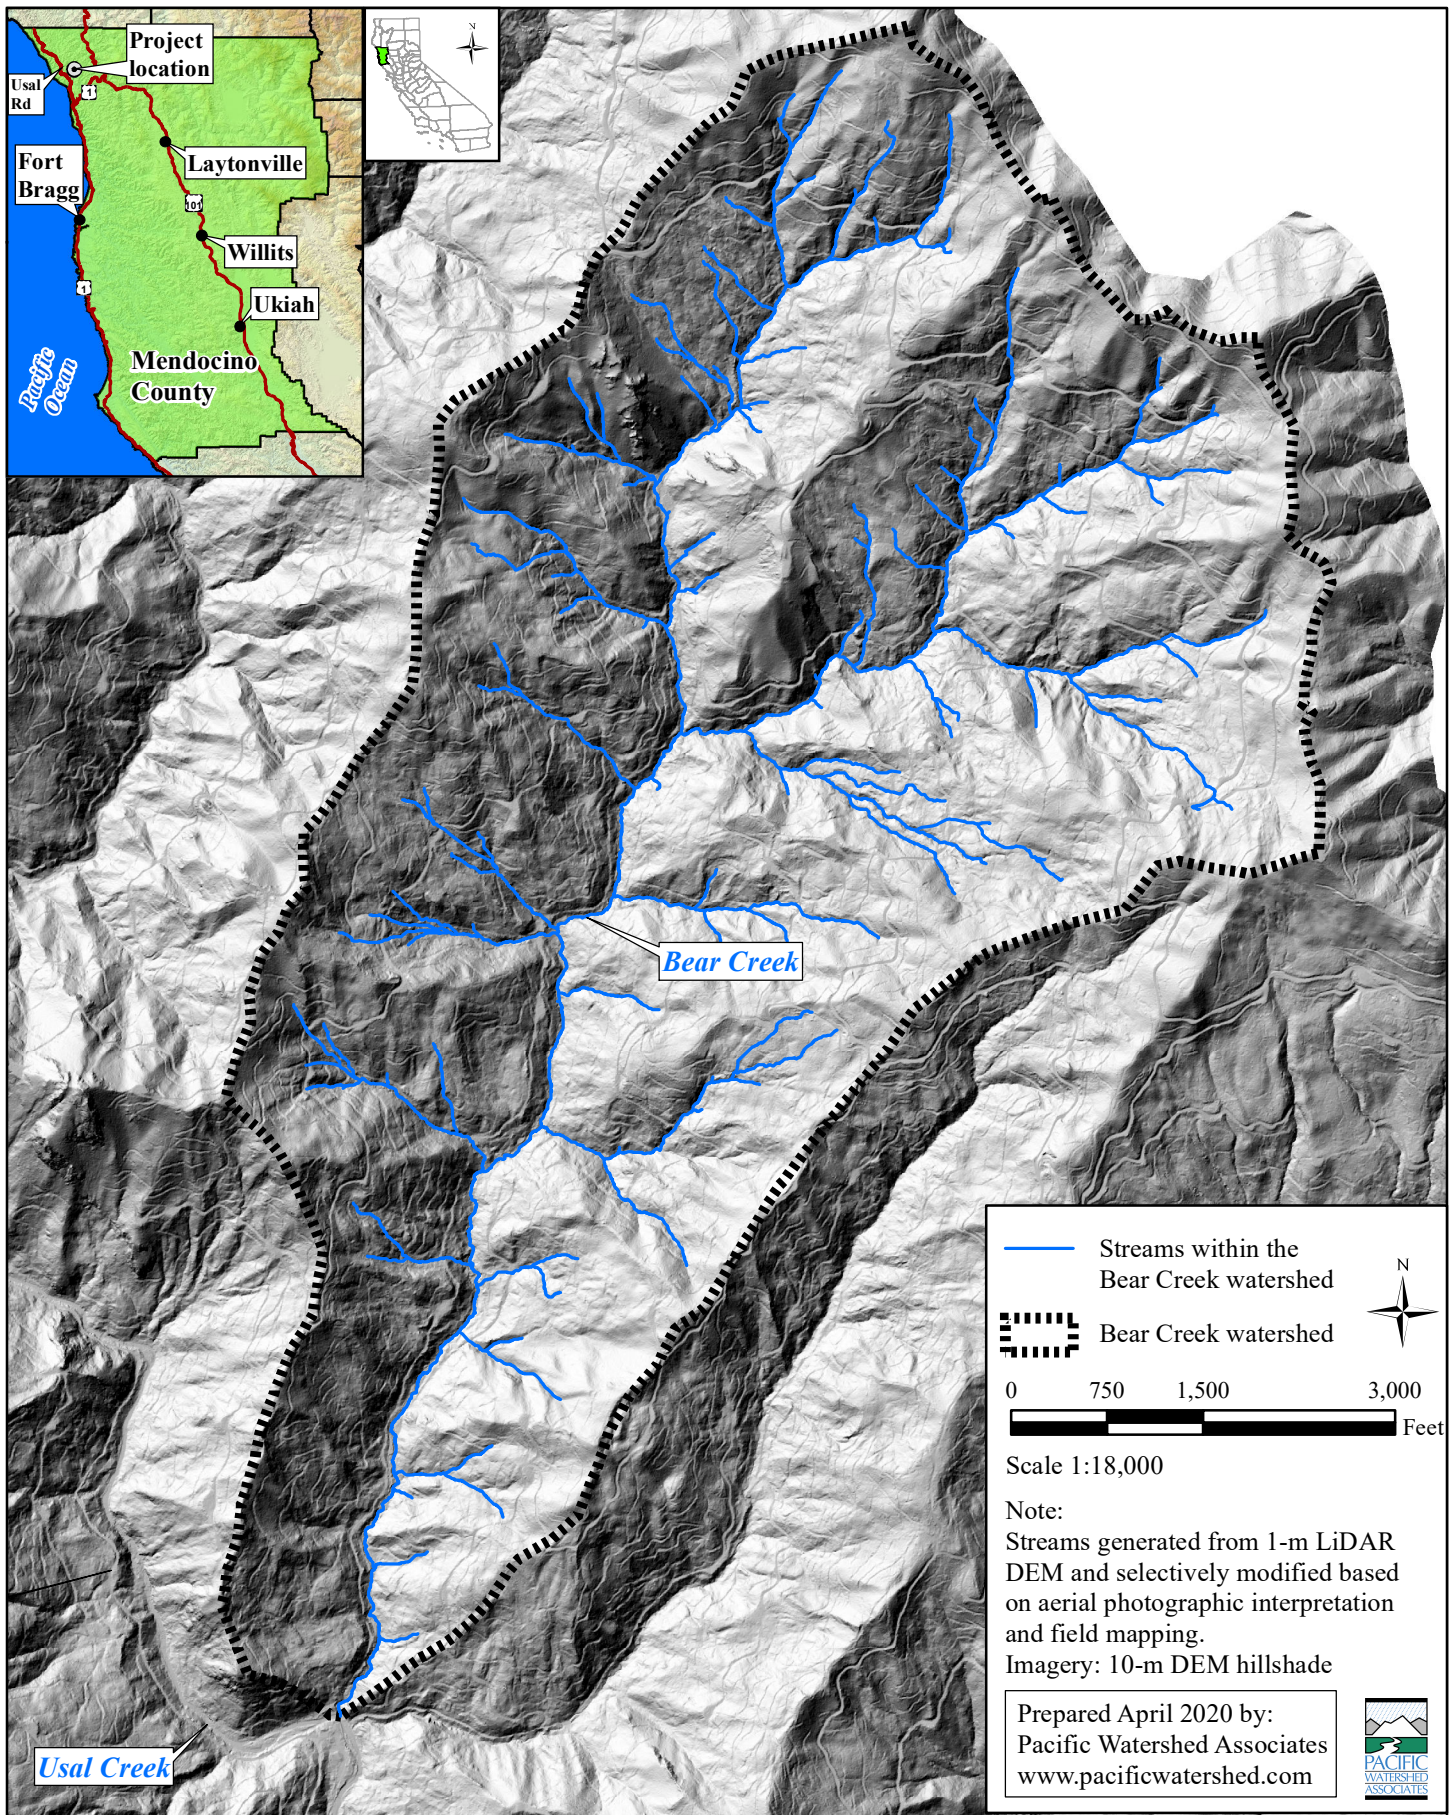 Project
location
Usal
Rd
1
Laytonville
Fort
Bragg
101
Willits
1
Ukiah
Pacific
Ocean
Mendocino
County
N
Bear Creek
Usal Creek
Streams within the
Bear Creek watershed
N
Bear Creek watershed
0 750 1,500 3,000
Feet
Scale 1:18,000
Note:
Streams generated from 1-m LiDAR
DEM and selectively modified based
on aerial photographic interpretation
and field mapping.
Imagery: 10-m DEM hillshade
Prepared April 2020 by:
Pacific Watershed Associates
www.pacificwatershed.com
PACIFIC
WATERSHED
ASSOCIATES